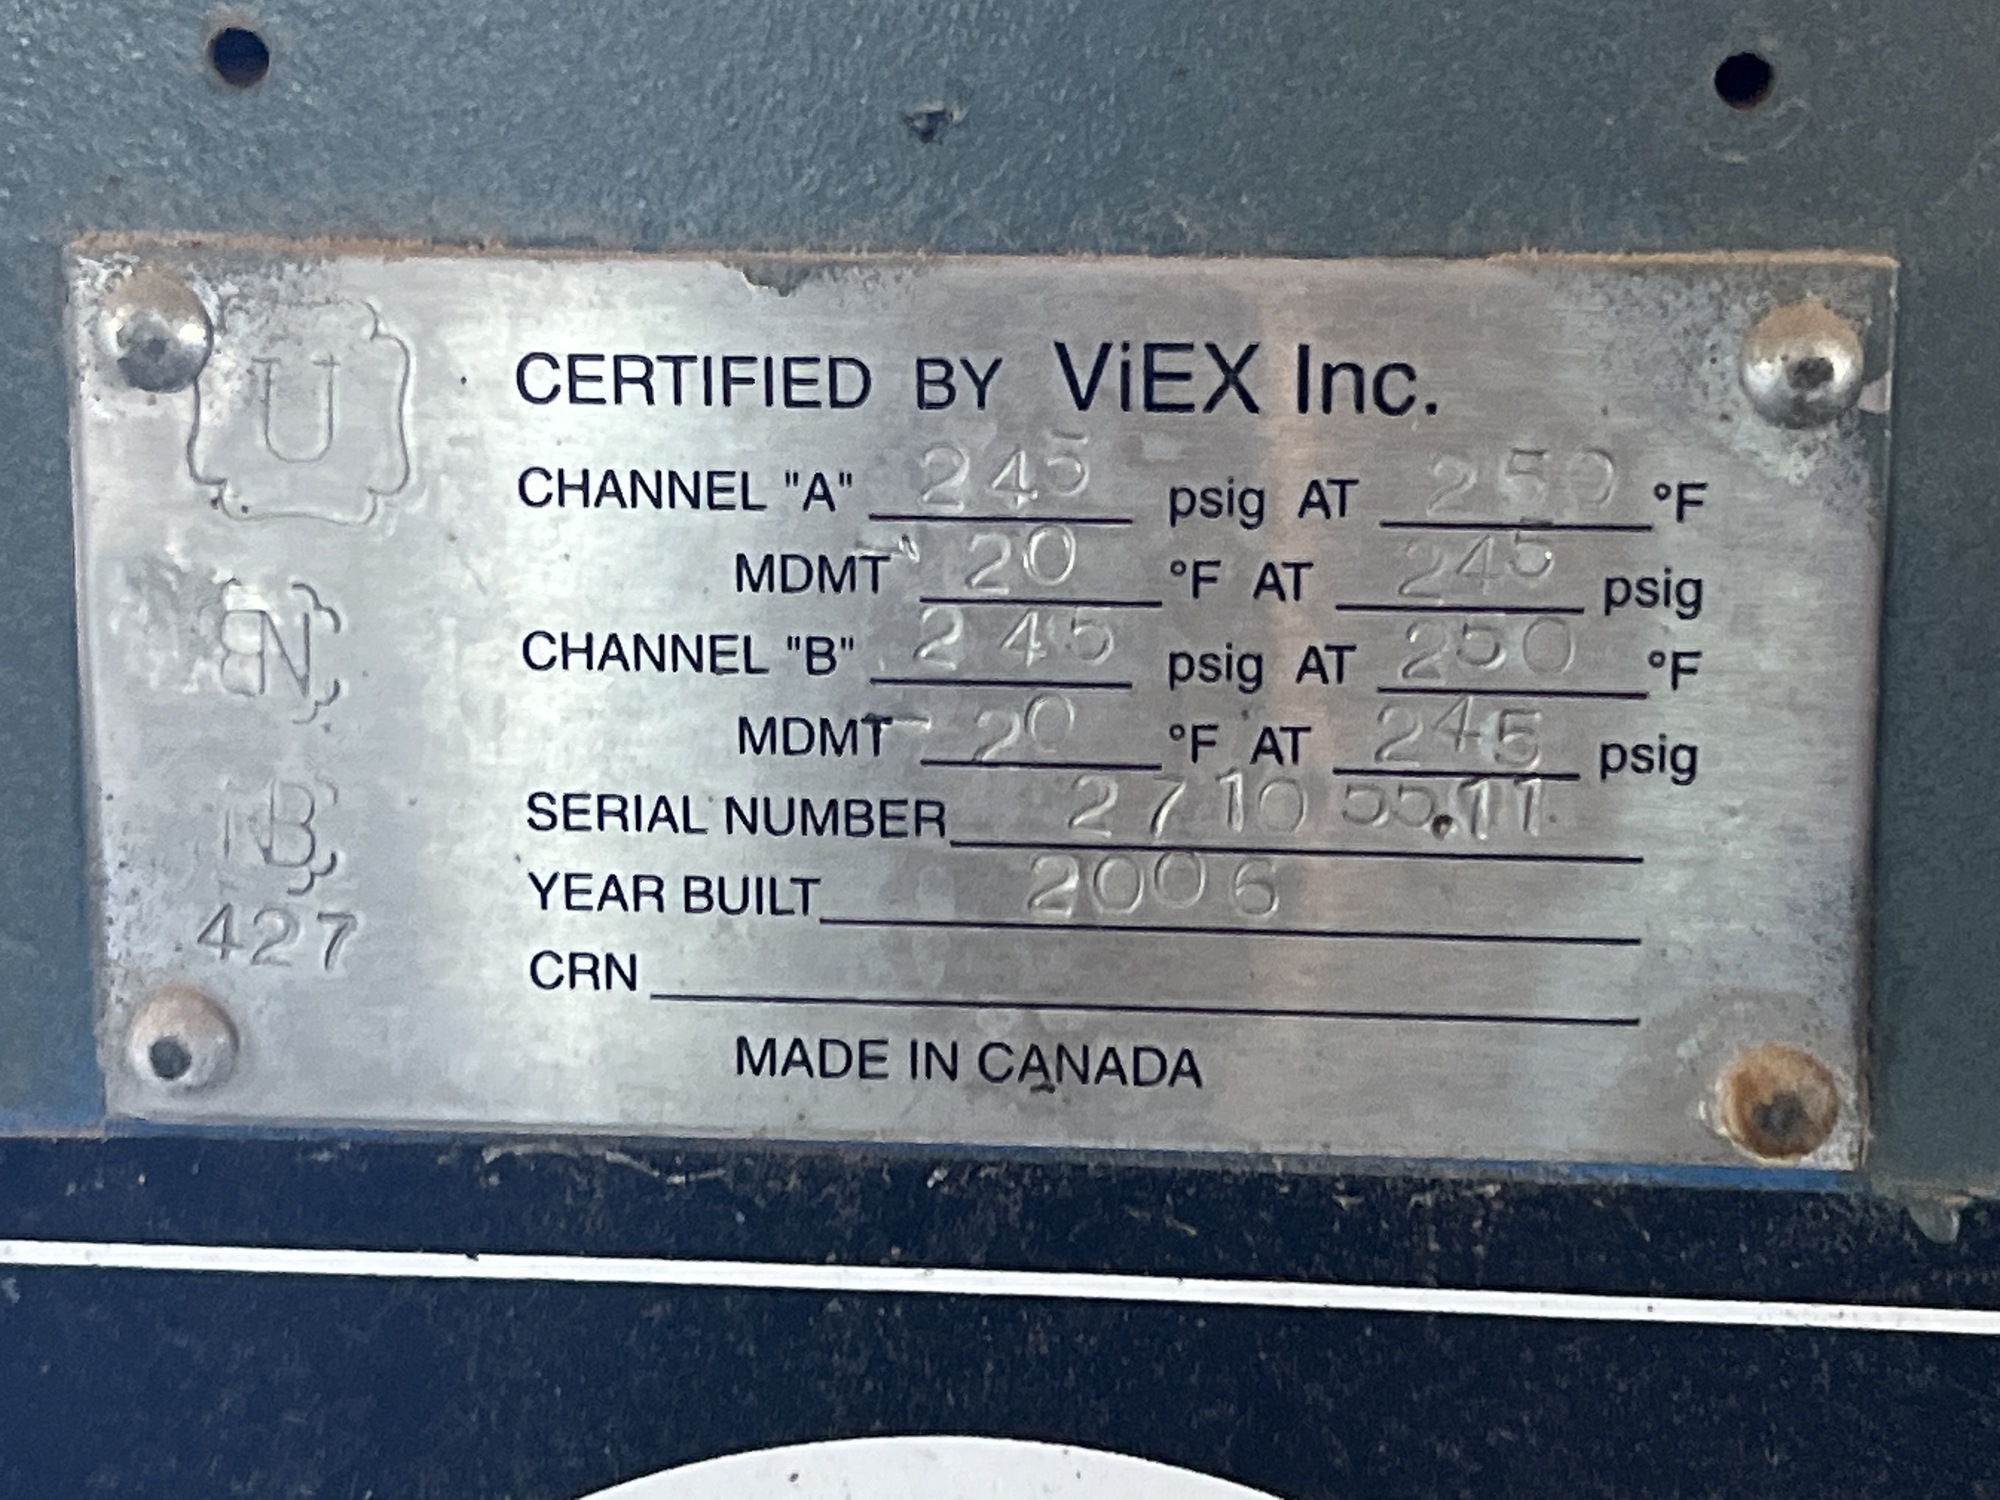 U
CERTIFIED BY ViEX Inc.
CHANNEL "A" 245 psig AT 250 °F
MDMT - 20 °F AT 245 psig
CHANNEL "B" 245 psig AT 250 °F
MDMT - 20 °F AT 245 psig
SERIAL NUMBER 271055.11
YEAR BUILT 2006
CRN
MADE IN CANADA
NB
427